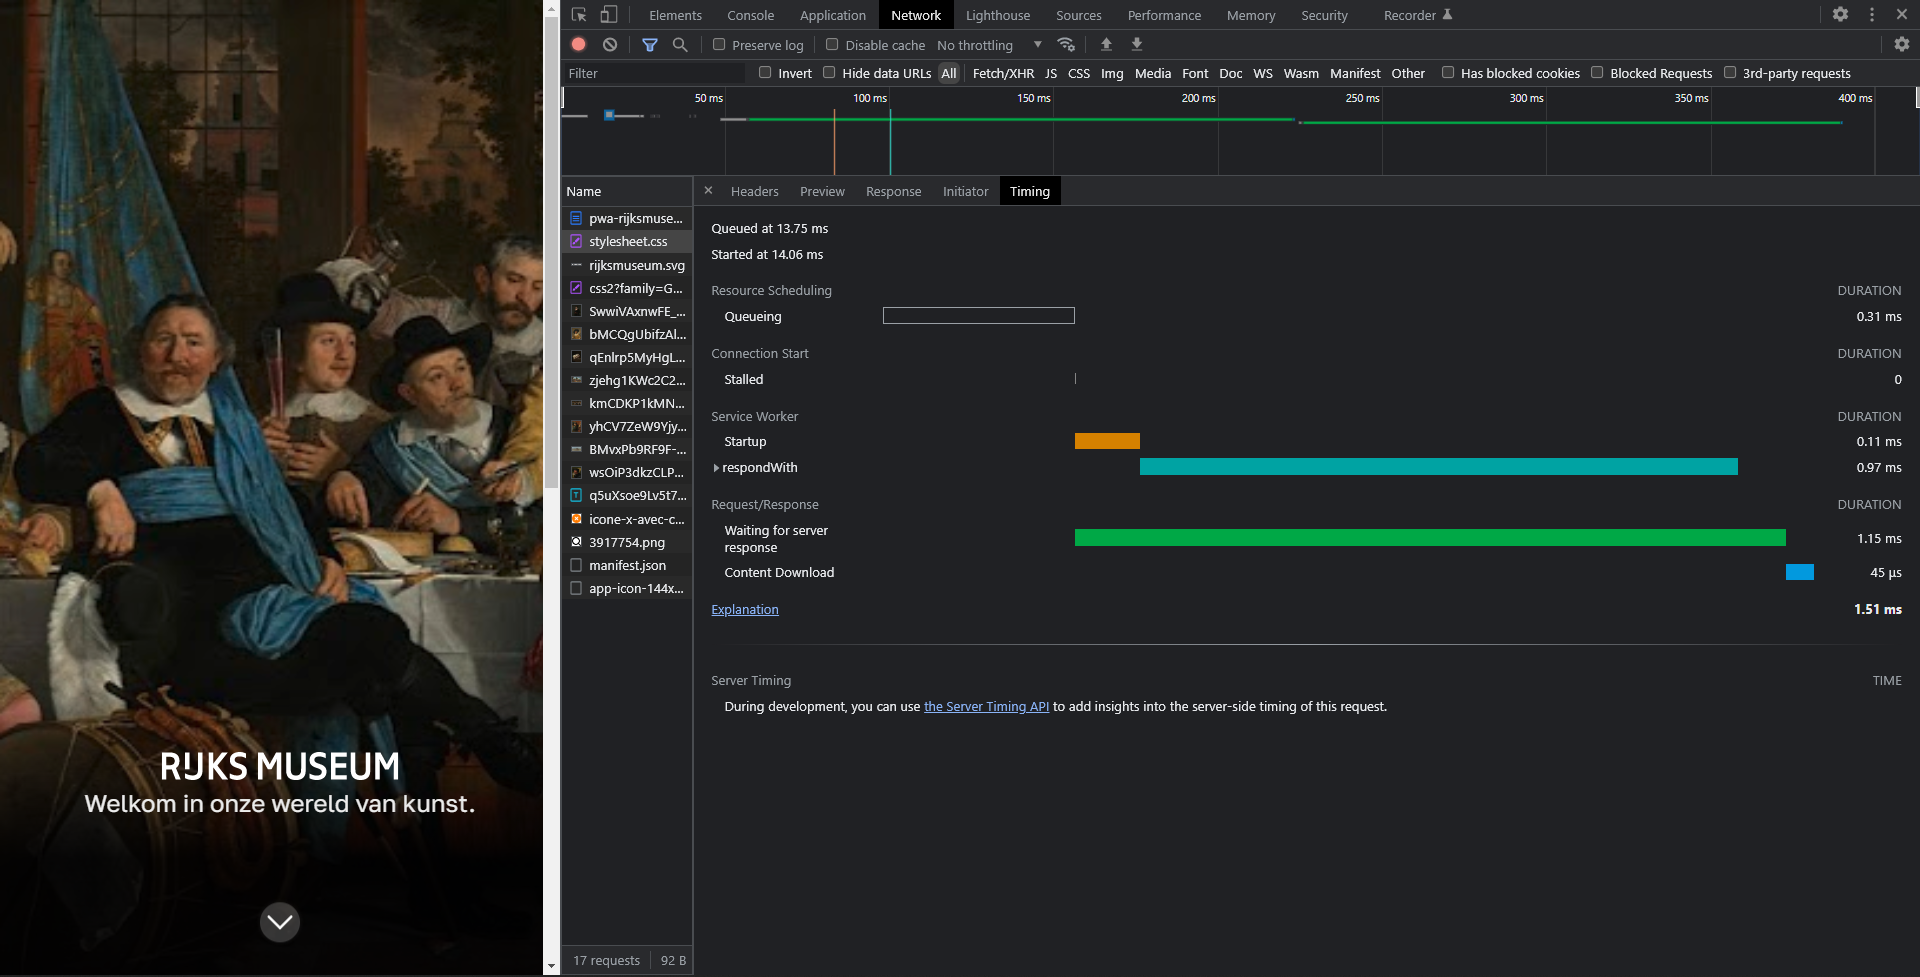 Elements Console Application Network Lighthouse Sources Performance Memory Security Recorder
Preserve log Disable cache No throttling
Filter Invert Hide data URLs All Fetch/XHR JS CSS Img Media Font Doc WS Wasm Manifest Other Has blocked cookies Blocked Requests 3rd-party requests
50 ms 100 ms 150 ms 200 ms 250 ms 300 ms 350 ms 400 ms
Name
pwa-rijksmuse...
stylesheet.css
rijksmuseum.svg
css2?family=G...
SwwiVAxnwFE_...
bMCQgUbifzAl...
qEnlrp5MyHgL...
zjehg1KWc2C2...
kmCDKP1kMN...
yhCV7ZeW9Yjy...
BMvxPb9RF9F-...
wsOiP3dkzCLP...
q5uXsoe9Lv5t7...
icone-x-avec-c...
3917754.png
manifest.json
app-icon-144x...
17 requests 92 B
× Headers Preview Response Initiator Timing
Queued at 13.75 ms
Started at 14.06 ms
Resource Scheduling DURATION
Queueing 0.31 ms
Connection Start DURATION
Stalled 0
Service Worker DURATION
Startup 0.11 ms
respondWith 0.97 ms
Request/Response DURATION
Waiting for server
response 1.15 ms
Content Download 45 μs
Explanation 1.51 ms
Server Timing TIME
During development, you can use the Server Timing API to add insights into the server-side timing of this request.
RIJKS MUSEUM
Welkom in onze wereld van kunst.